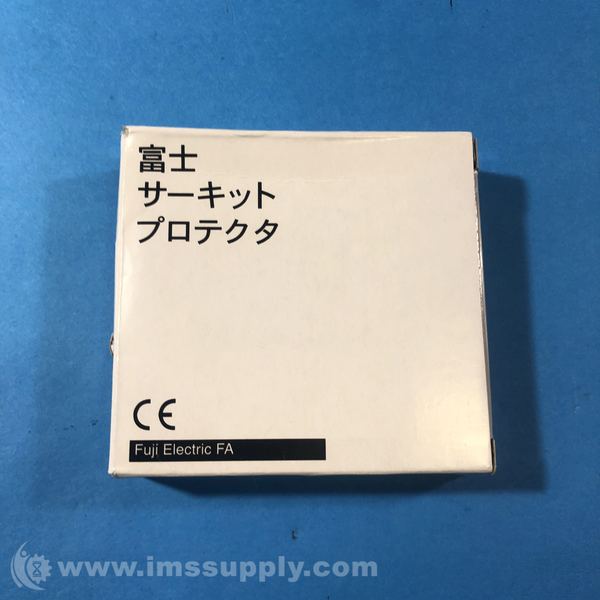 富士
サーキット
プロテクタ
CE
Fuji Electric FA
www.imssupply.com